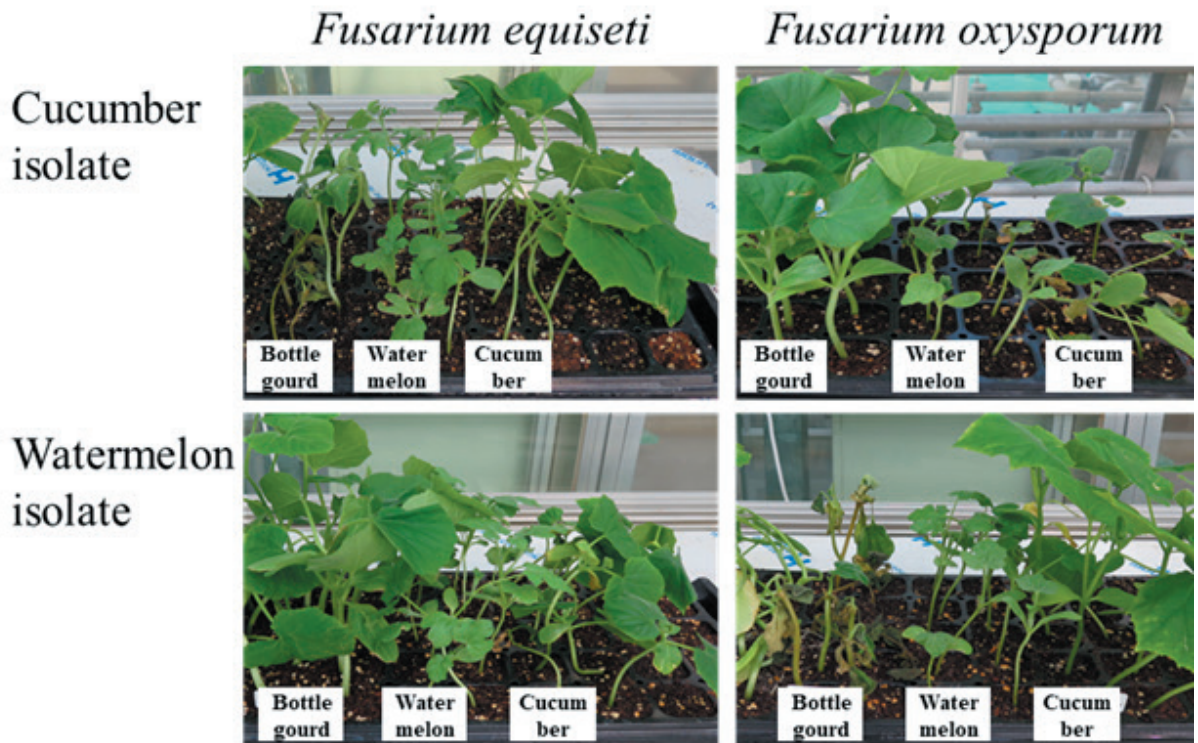 Fusarium equiseti
Fusarium oxysporum
Cucumber
isolate
Bottle
gourd
Water
melon
Cucum
ber
Bottle
gourd
Water
melon
Cucum
ber
Watermelon
isolate
Bottle
gourd
Water
melon
Cucum
ber
Bottle
gourd
Water
melon
Cucum
ber